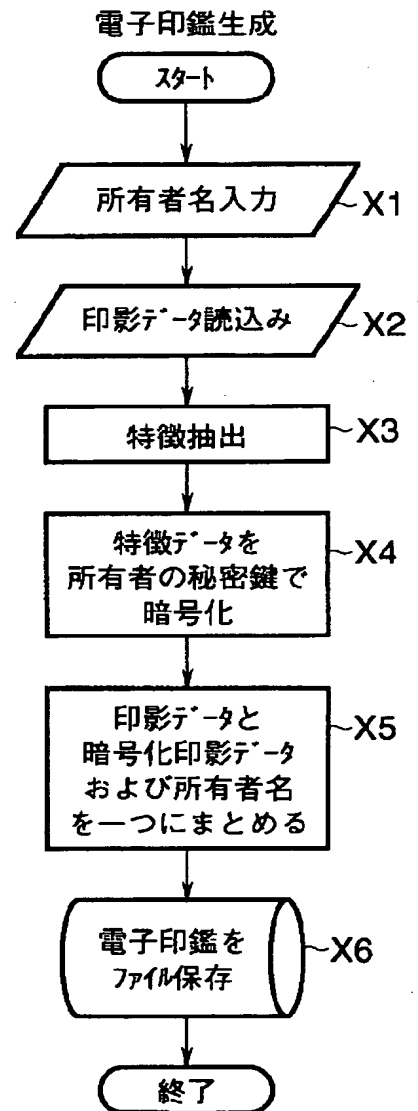 電子印鑑生成
スタート
所有者名入力
X1
印影データ読込み
X2
特徴抽出
X3
特徴データを
所有者の秘密鍵で
暗号化
X4
印影データと
暗号化印影データ
および所有者名
を一つにまとめる
X5
電子印鑑を
ファイル保存
X6
終了